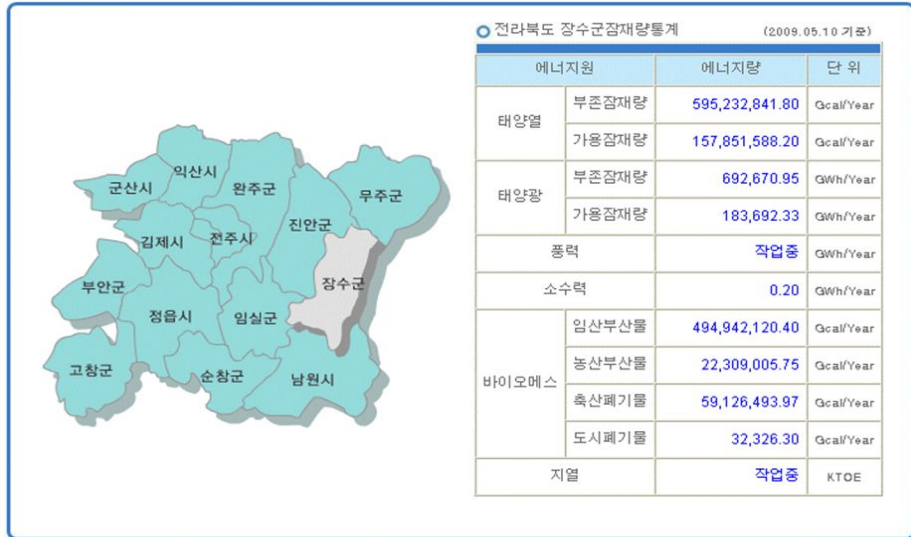 전라북도 장수군잠재량통계 (2009.05.10 기준)
에너지원 에너지량 단 위
태양열 부존잠재량 595,232,841.80 Gcal/Year
가용잠재량 157,851,588.20 Gcal/Year
태양광 부존잠재량 692,670.95 GWh/Year
가용잠재량 183,692.33 GWh/Year
풍력 작업중 GWh/Year
소수력 0.20 GWh/Year
바이오메스 임산부산물 494,942,120.40 Gcal/Year
농산부산물 22,309,005.75 Gcal/Year
축산폐기물 59,126,493.97 Gcal/Year
도시폐기물 32,326.30 Gcal/Year
지열 작업중 KTOE
익산시
군산시
완주군
무주군
진안군
김제시
전주시
장수군
부안군
정읍시
임실군
고창군
순창군
남원시